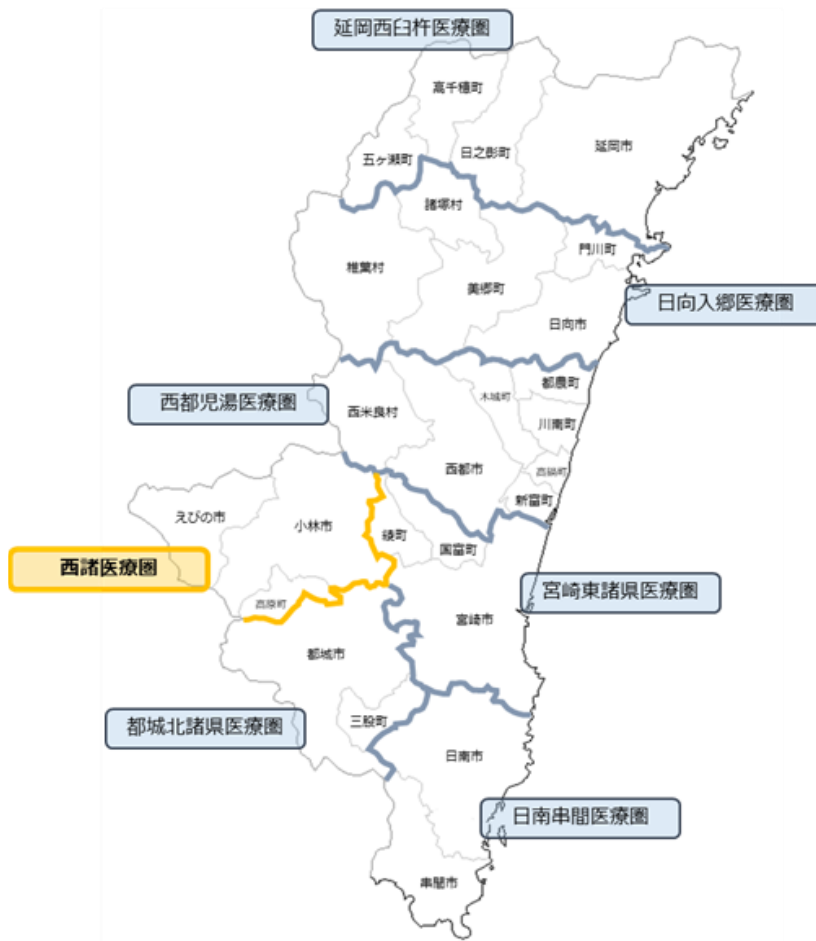 延岡西臼杵医療圏
高千穂町
日之影町
延岡市
五ヶ瀬町
諸塚村
門川町
椎葉村
美郷町
日向入郷医療圏
日向市
西都児湯医療圏
都農町
木城町
西米良村
川南町
西都市
高鍋町
新富町
えびの市
小林市
綾町
国富町
西諸医療圏
宮崎東諸県医療圏
高原町
宮崎市
都城市
都城北諸県医療圏
三股町
日南市
日南串間医療圏
串間市